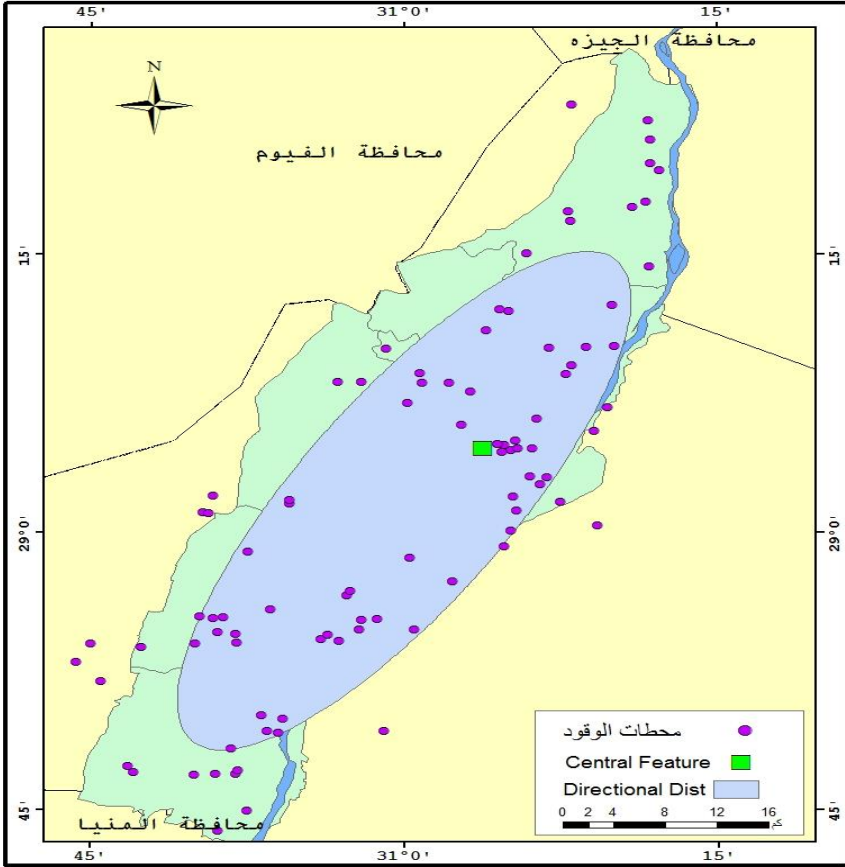 45' 31 0' 15'
محافظة الجيزه
N
محافظة الفيوم
15' 15'
29 0' 29 0'
محطات الوقود
Central Feature
Directional Dist
0 2 4 8 12 16
كم
45' 45'
محافظة المنيا
45' 31 0' 15'